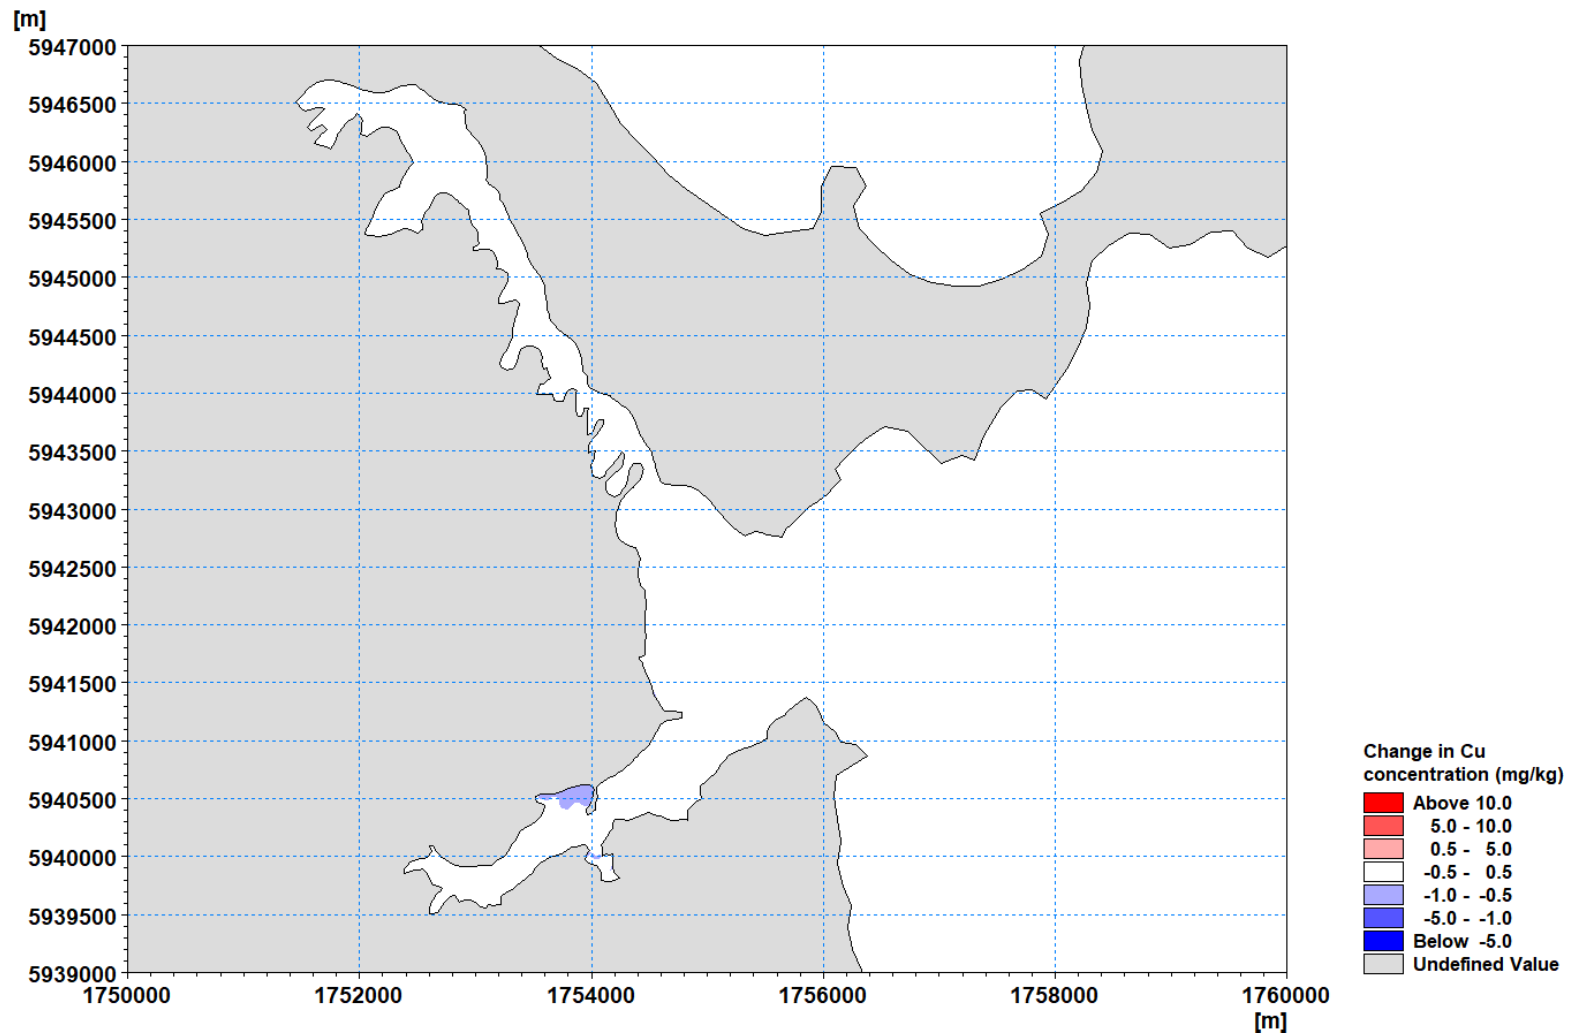 [m]
5947000
5946500
5946000
5945500
5945000
5944500
5944000
5943500
5943000
5942500
5942000
5941500
5941000
5940500
5940000
5939500
5939000
1750000 1752000 1754000 1756000 1758000 1760000
[m]
Change in Cu
concentration (mg/kg)
Above 10.0
5.0 - 10.0
0.5 - 5.0
-0.5 - 0.5
-1.0 - -0.5
-5.0 - -1.0
Below -5.0
Undefined Value